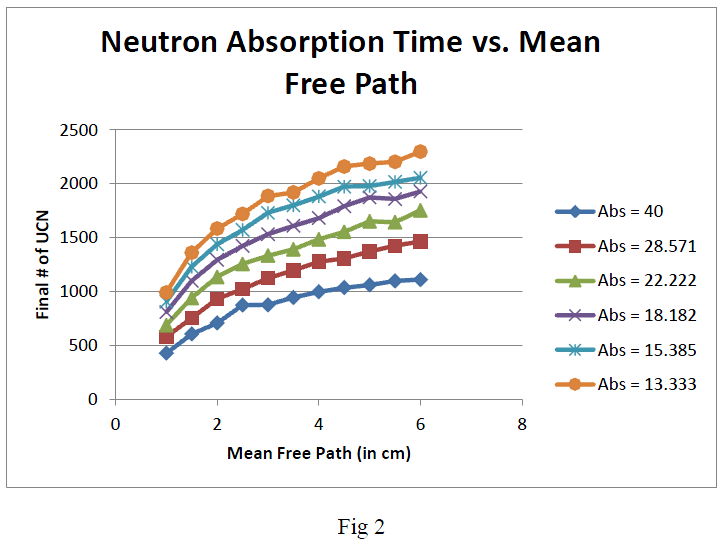 Neutron Absorption Time vs. Mean
Free Path
Final # of UCN
2500
2000
1500
1000
500
0
0 2 4 6 8
Mean Free Path (in cm)
Abs = 40
Abs = 28.571
Abs = 22.222
Abs = 18.182
Abs = 15.385
Abs = 13.333
Fig 2